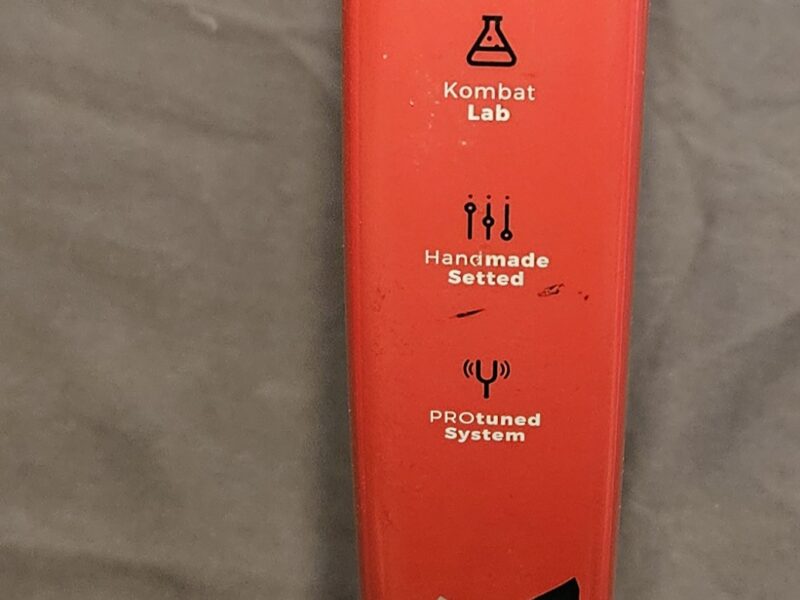 Kombat
Lab
Handmade
Setted
PROtuned
System